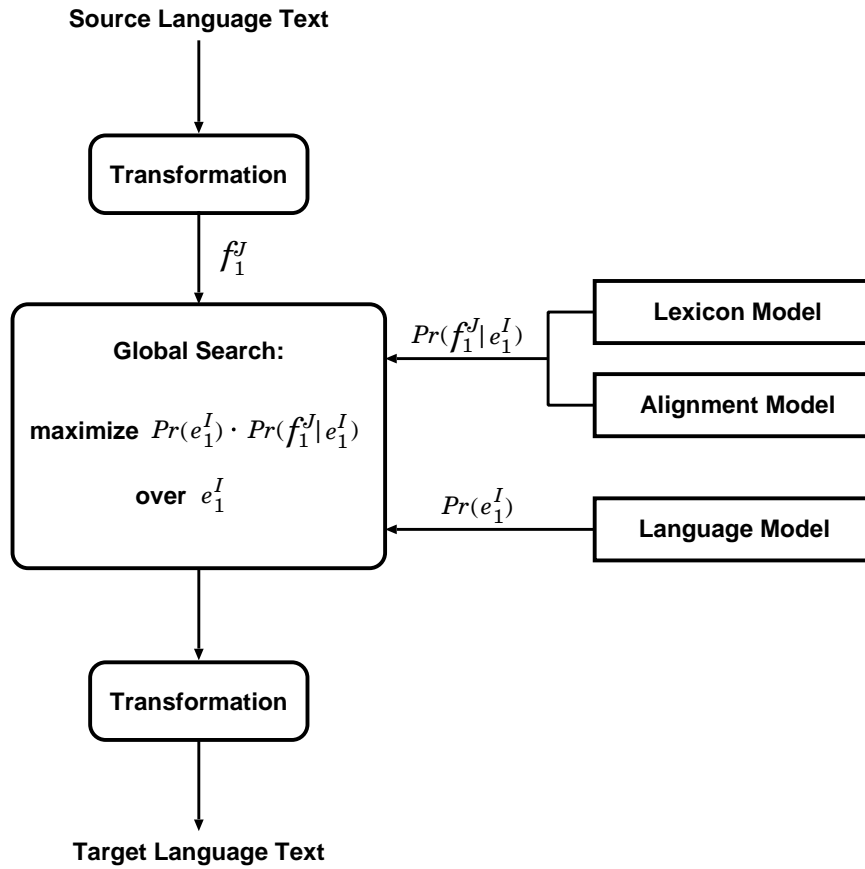 Source Language Text
Transformation
f_1^J
Global Search:
maximize Pr(e_1^I) · Pr(f_1^J | e_1^I)
over e_1^I
Pr(f_1^J | e_1^I)
Lexicon Model
Alignment Model
Pr(e_1^I)
Language Model
Transformation
Target Language Text